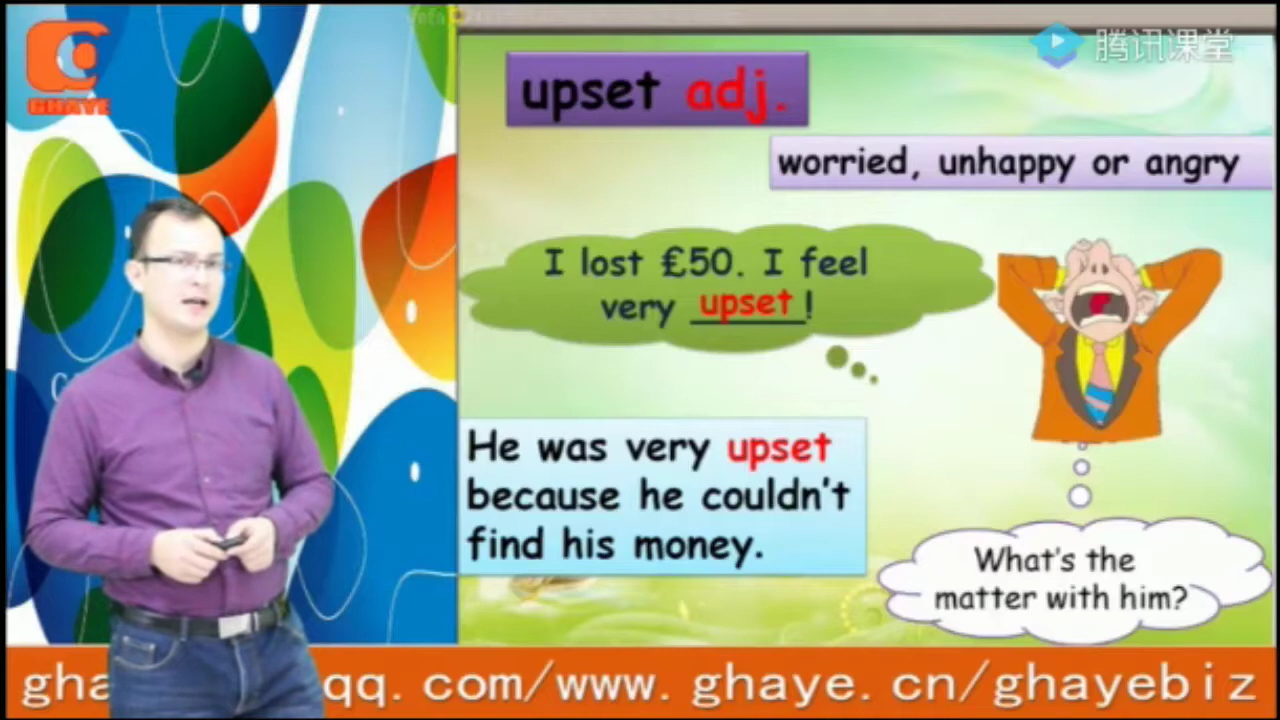 GHAYE
腾讯课堂
upset adj.
worried, unhappy or angry
I lost £50. I feel
very upset!
He was very upset
because he couldn't
find his money.
What's the
matter with him?
qq.com/www.ghaye.cn/ghayebiz